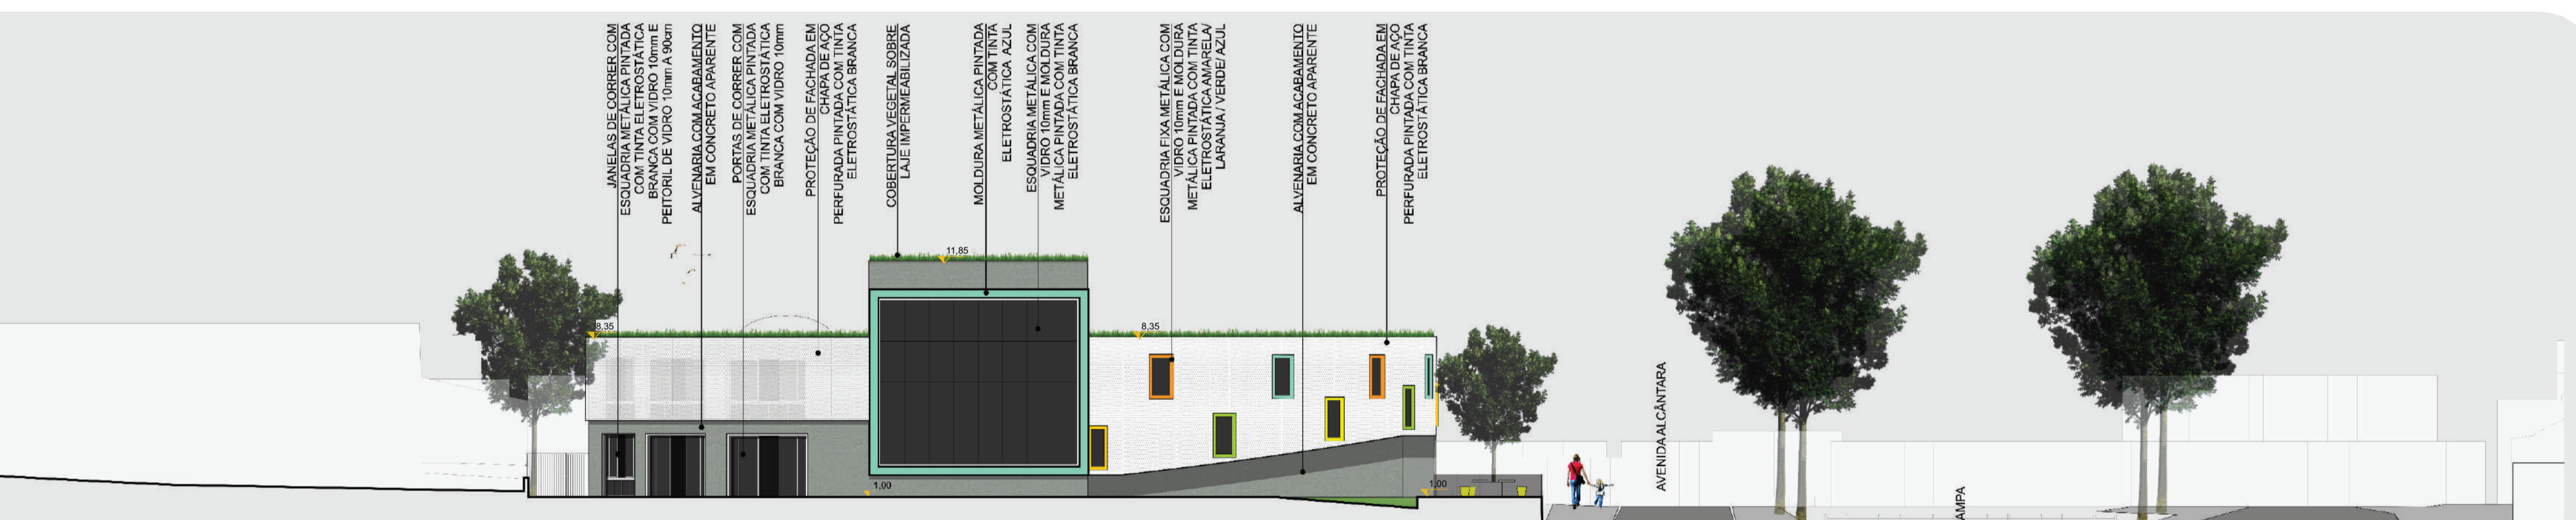 JANELAS DE CORRER COM
ESQUADRIA METÁLICA PINTADA
COM TINTA ELETROSTÁTICA
BRANCA COM VIDRO 10mm E
PEITORIL DE VIDRO 10mm A 90cm
ALVENARIA COM ACABAMENTO
EM CONCRETO APARENTE
PORTAS DE CORRER COM
ESQUADRIA METÁLICA PINTADA
COM TINTA ELETROSTÁTICA
BRANCA COM VIDRO 10mm
PROTEÇÃO DE FACHADA EM
CHAPA DE AÇO
PERFURADA PINTADA COM TINTA
ELETROSTÁTICA BRANCA
COBERTURA VEGETAL SOBRE
LAJE IMPERMEABILIZADA
MOLDURA METÁLICA PINTADA
COM TINTA
ELETROSTÁTICA AZUL
ESQUADRIA METÁLICA COM
VIDRO 10mm E MOLDURA
METÁLICA PINTADA COM TINTA
ELETROSTÁTICA BRANCA
ESQUADRIA FIXA METÁLICA COM
VIDRO 10mm E MOLDURA
METÁLICA PINTADA COM TINTA
ELETROSTÁTICA AMARELA/
LARANJA / VERDE/ AZUL
ALVENARIA COM ACABAMENTO
EM CONCRETO APARENTE
PROTEÇÃO DE FACHADA EM
CHAPA DE AÇO
PERFURADA PINTADA COM TINTA
ELETROSTÁTICA BRANCA
11,85
8,35
8,35
1,00
1,00
AVENIDA ALCÂNTARA
AMPA